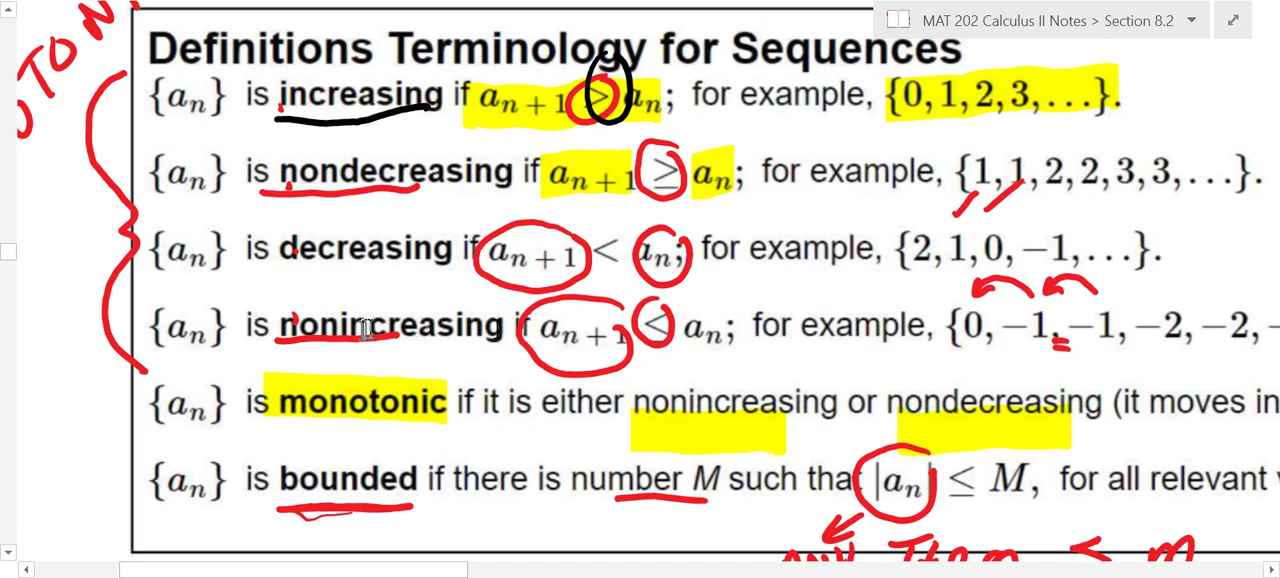 MAT 202 Calculus II Notes > Section 8.2
Definitions Terminology for Sequences
{aₙ} is increasing if aₙ₊₁ > aₙ; for example, {0, 1, 2, 3, …}.
{aₙ} is nondecreasing if aₙ₊₁ ≥ aₙ; for example, {1, 1, 2, 2, 3, 3, …}.
{aₙ} is decreasing if aₙ₊₁ < aₙ; for example, {2, 1, 0, −1, …}.
{aₙ} is nonincreasing if aₙ₊₁ < aₙ; for example, {0, −1, −1, −2, −2, −
{aₙ} is monotonic if it is either nonincreasing or nondecreasing (it moves in
{aₙ} is bounded if there is number M such that |aₙ| ≤ M, for all relevant
< m